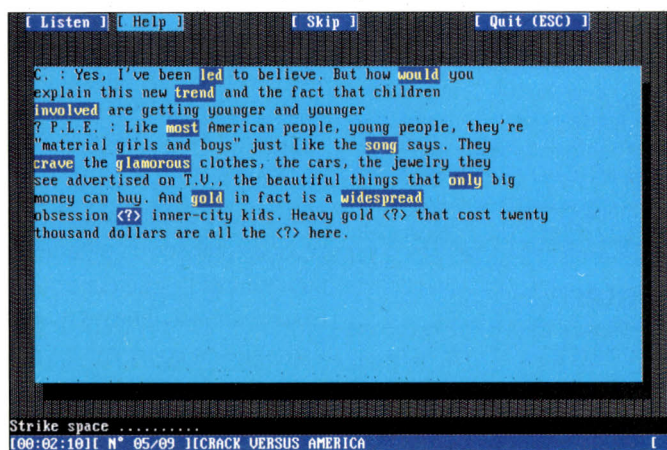 [ Listen ] [ Help ] [ Skip ] [ Quit (ESC) ]
C. : Yes, I've been led to believe. But how would you
explain this new trend and the fact that children
involved are getting younger and younger
? P.L.E. : Like most American people, young people, they're
"material girls and boys" just like the song says. They
crave the glamorous clothes, the cars, the jewelry they
see advertised on T.V., the beautiful things that only big
money can buy. And gold in fact is a widespread
obsession <?> inner-city kids. Heavy gold <?> that cost twenty
thousand dollars are all the <?> here.
Strike space ..........
[00:02:10][ N° 05/09 ][CRACK VERSUS AMERICA [